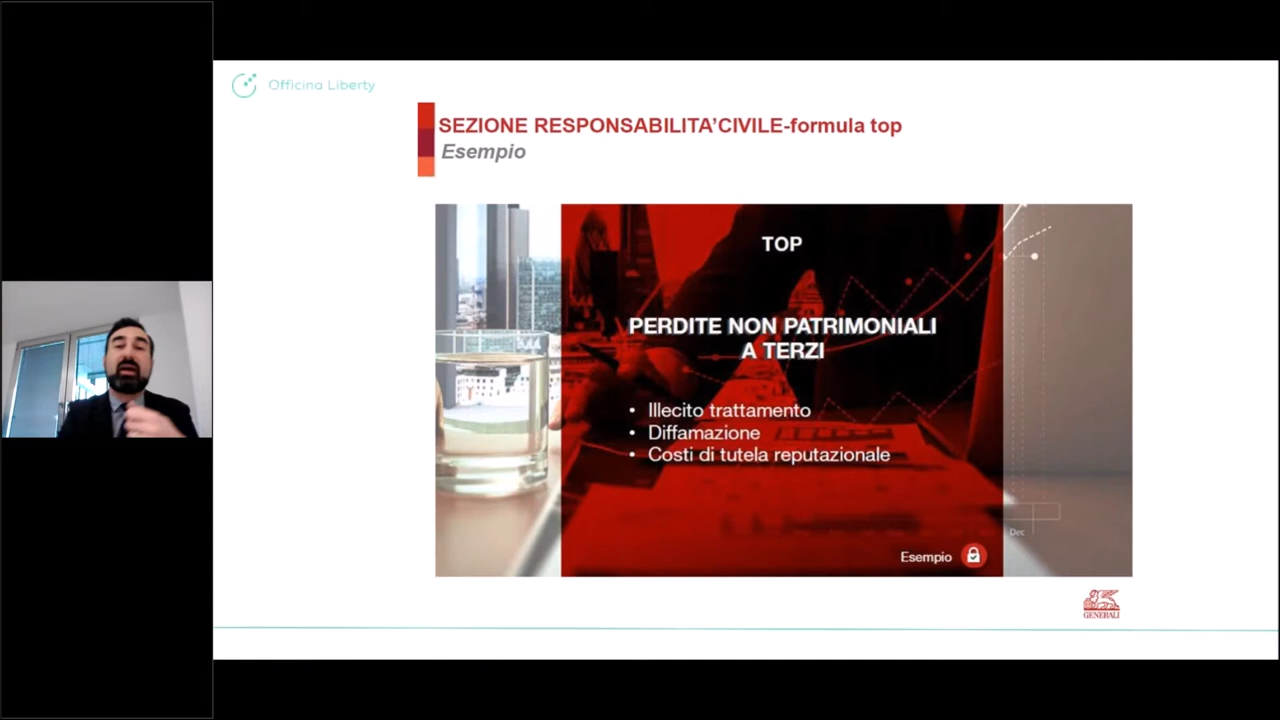 Officina Liberty
SEZIONE RESPONSABILITA’CIVILE-formula top
Esempio
TOP
PERDITE NON PATRIMONIALI
A TERZI
• Illecito trattamento
• Diffamazione
• Costi di tutela reputazionale
Dec
Esempio
GENERALI